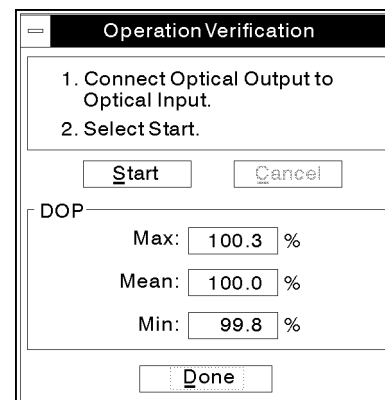 Operation Verification
1. Connect Optical Output to
Optical Input.
2. Select Start.
Start Cancel
DOP
Max: 100.3 %
Mean: 100.0 %
Min: 99.8 %
Done